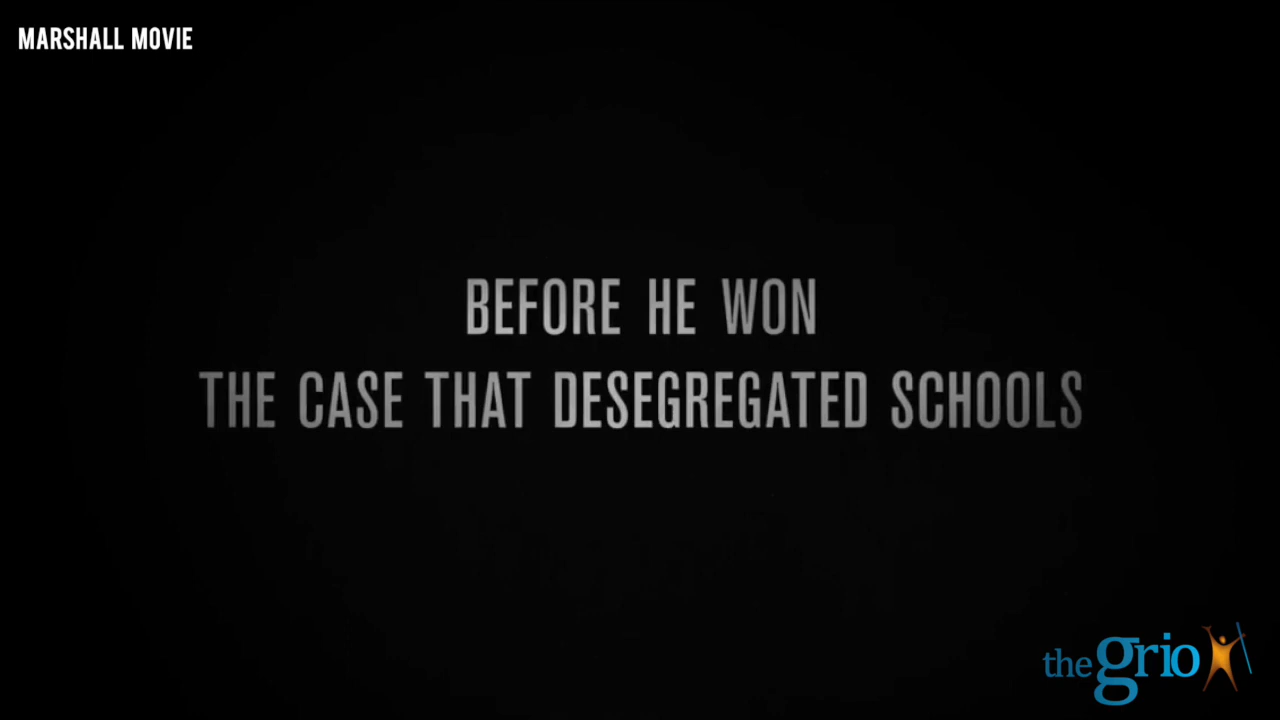 MARSHALL MOVIE
BEFORE HE WON
THE CASE THAT DESEGREGATED SCHOOLS
thegrio